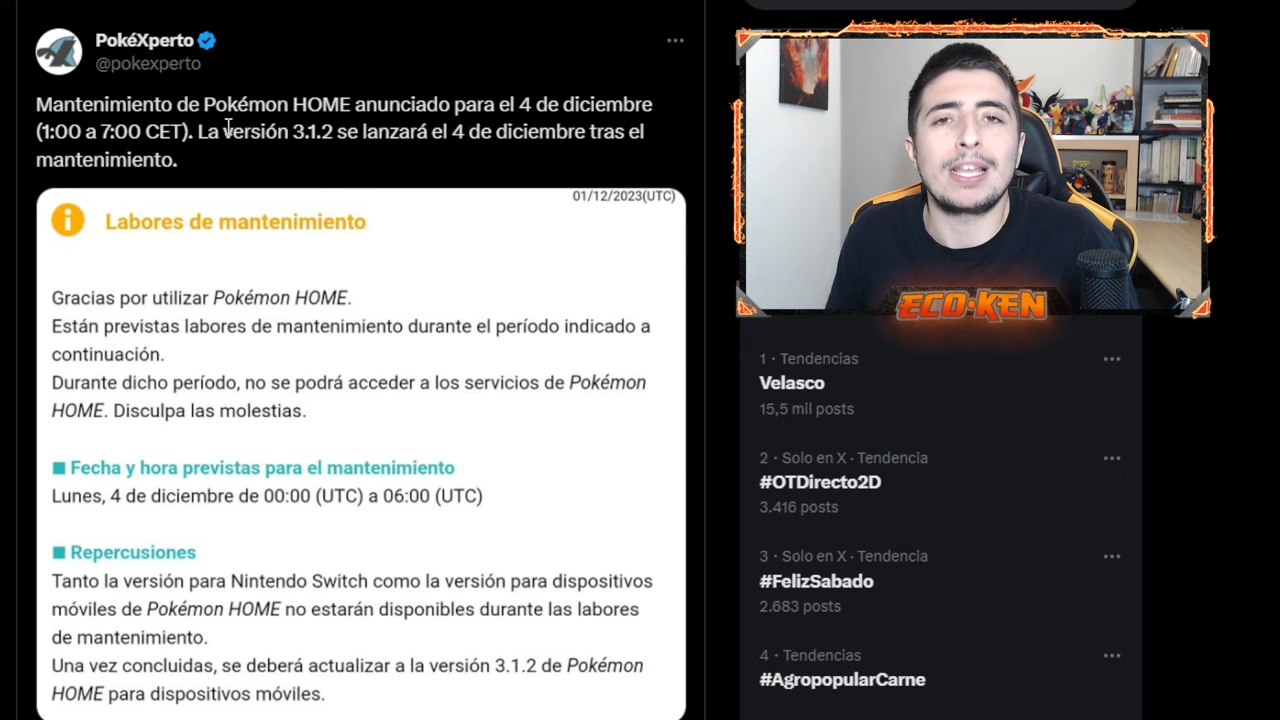 PokéXperto
@pokexperto
Mantenimiento de Pokémon HOME anunciado para el 4 de diciembre
(1:00 a 7:00 CET). La versión 3.1.2 se lanzará el 4 de diciembre tras el
mantenimiento.
01/12/2023(UTC)
Labores de mantenimiento
Gracias por utilizar Pokémon HOME.
Están previstas labores de mantenimiento durante el período indicado a
continuación.
Durante dicho período, no se podrá acceder a los servicios de Pokémon
HOME. Disculpa las molestias.
■ Fecha y hora previstas para el mantenimiento
Lunes, 4 de diciembre de 00:00 (UTC) a 06:00 (UTC)
■ Repercusiones
Tanto la versión para Nintendo Switch como la versión para dispositivos
móviles de Pokémon HOME no estarán disponibles durante las labores
de mantenimiento.
Una vez concluidas, se deberá actualizar a la versión 3.1.2 de Pokémon
HOME para dispositivos móviles.
ECO·KEN
1 · Tendencias
Velasco
15,5 mil posts
2 · Solo en X · Tendencia
#OTDirecto2D
3.416 posts
3 · Solo en X · Tendencia
#FelizSabado
2.683 posts
4 · Tendencias
#AgropopularCarne